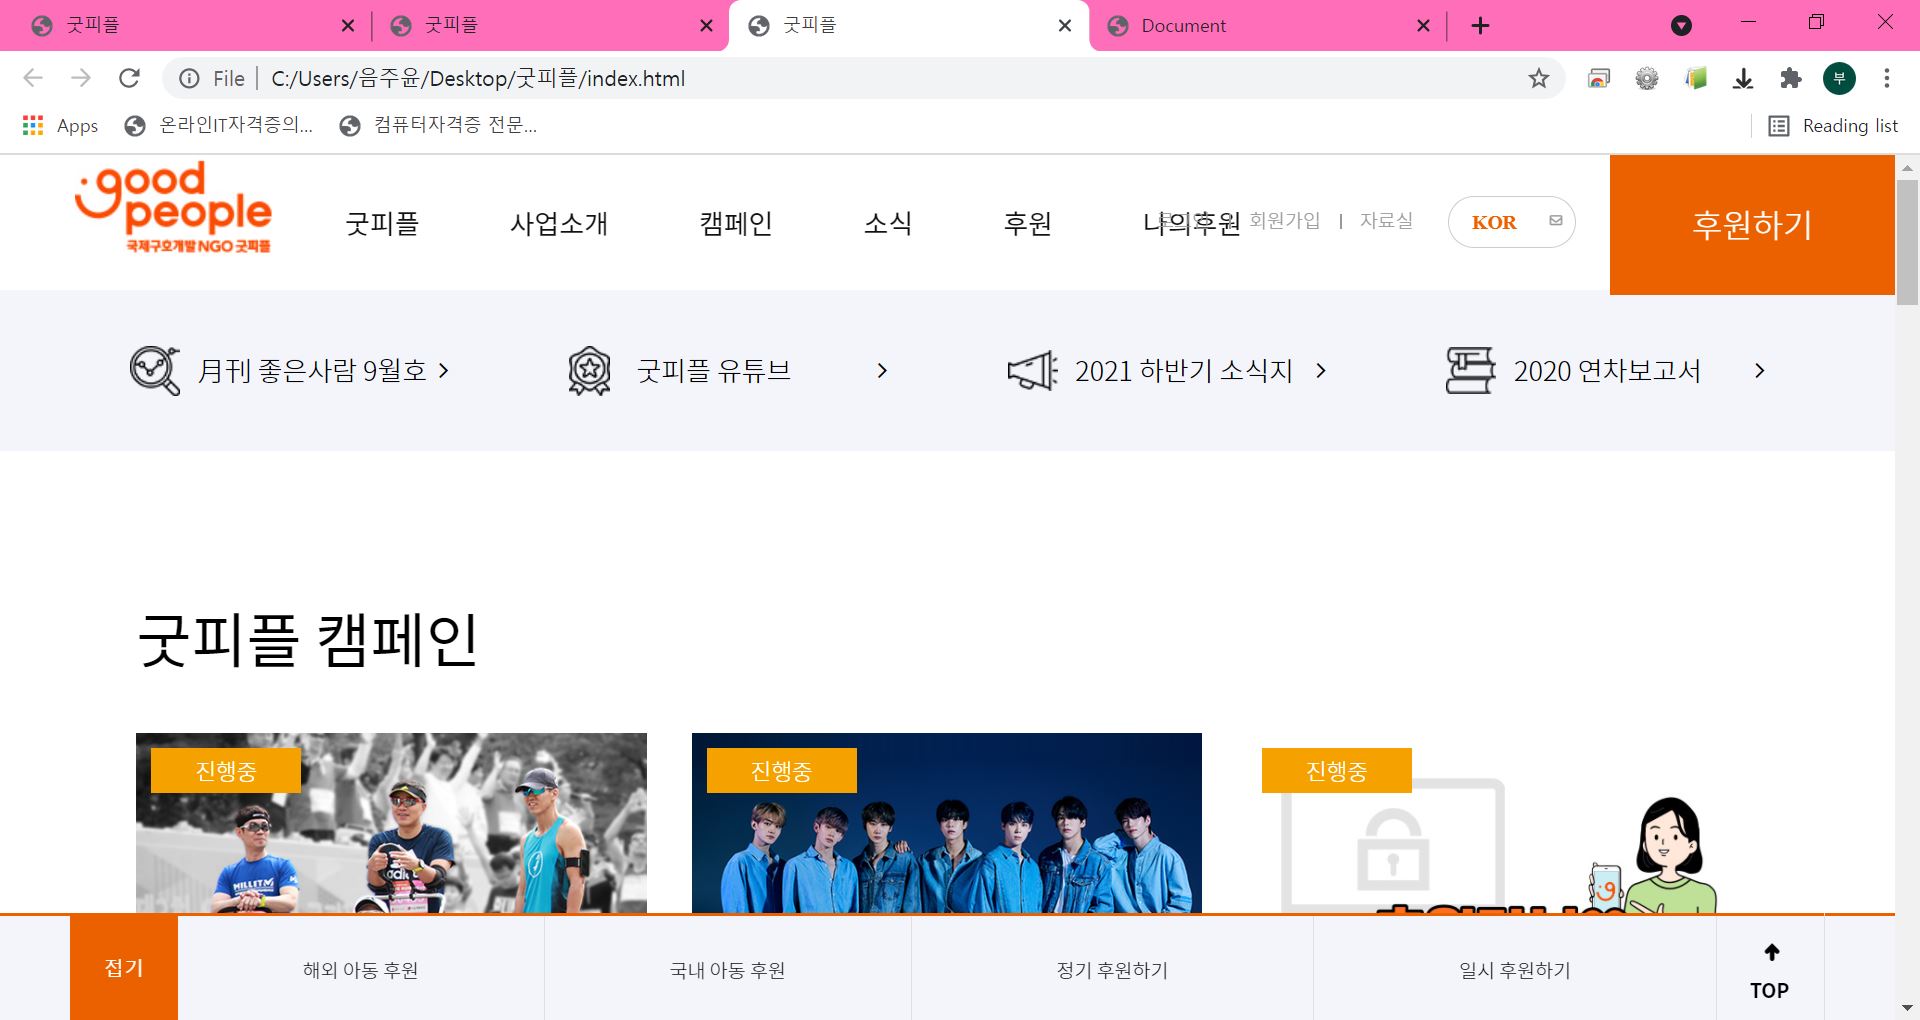 굿피플
굿피플
굿피플
Document
File
C:/Users/음주윤/Desktop/굿피플/index.html
부
Apps
온라인IT자격증의...
컴퓨터자격증 전문...
Reading list
good
people
국제구호개발 NGO 굿피플
굿피플 사업소개 캠페인 소식 후원 나의후원
회원가입 | 자료실
KOR
후원하기
月刊 좋은사람 9월호
굿피플 유튜브
2021 하반기 소식지
2020 연차보고서
굿피플 캠페인
진행중
진행중
진행중
MILLET
접기
해외 아동 후원
국내 아동 후원
정기 후원하기
일시 후원하기
TOP